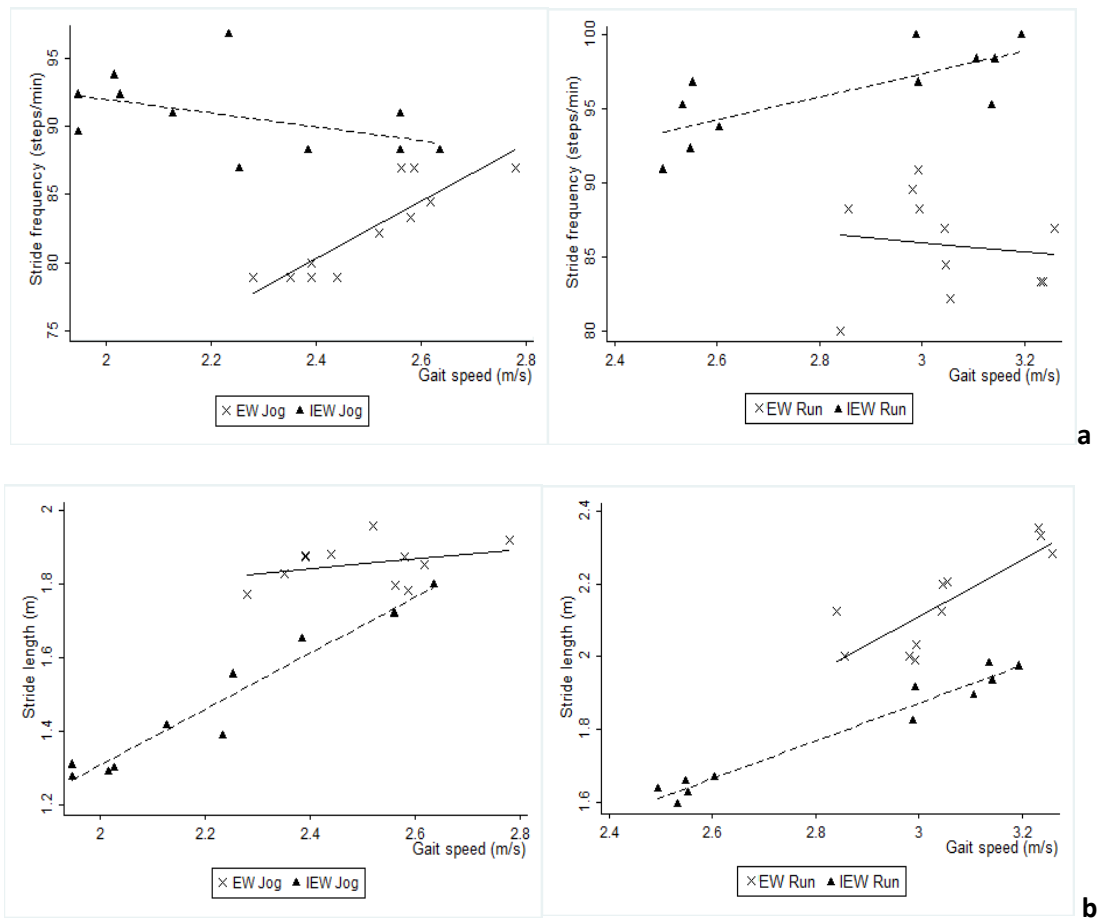 Stride frequency (steps/min)
75 80 85 90 95
2 2.2 2.4 2.6 2.8
Gait speed (m/s)
EW Jog IEW Jog
Stride frequency (steps/min)
80 85 90 95 100
2.4 2.6 2.8 3 3.2
Gait speed (m/s)
EW Run IEW Run
a
Stride length (m)
1.2 1.4 1.6 1.8 2
2 2.2 2.4 2.6 2.8
Gait speed (m/s)
EW Jog IEW Jog
Stride length (m)
1.6 1.8 2 2.2 2.4
2.4 2.6 2.8 3 3.2
Gait speed (m/s)
EW Run IEW Run
b